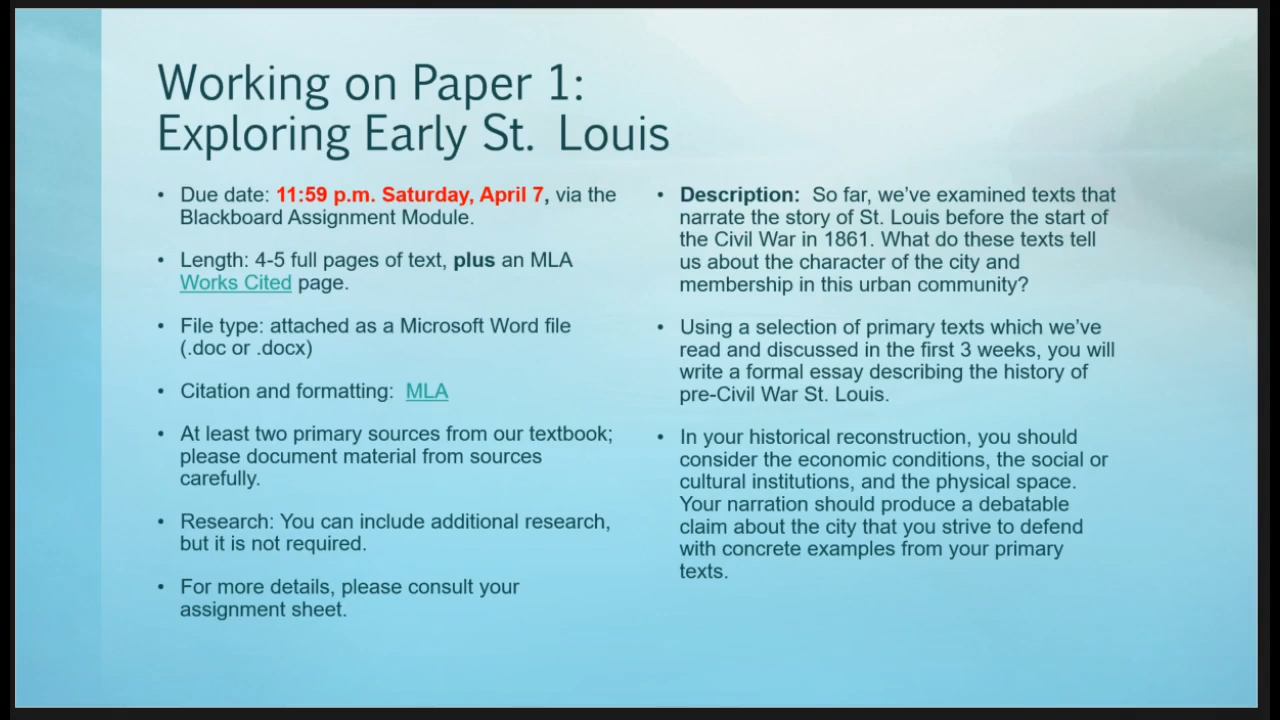 Working on Paper 1:
Exploring Early St. Louis
• Due date: 11:59 p.m. Saturday, April 7, via the
Blackboard Assignment Module.
• Length: 4-5 full pages of text, plus an MLA
Works Cited page.
• File type: attached as a Microsoft Word file
(.doc or .docx)
• Citation and formatting: MLA
• At least two primary sources from our textbook;
please document material from sources
carefully.
• Research: You can include additional research,
but it is not required.
• For more details, please consult your
assignment sheet.
• Description: So far, we’ve examined texts that
narrate the story of St. Louis before the start of
the Civil War in 1861. What do these texts tell
us about the character of the city and
membership in this urban community?
• Using a selection of primary texts which we’ve
read and discussed in the first 3 weeks, you will
write a formal essay describing the history of
pre-Civil War St. Louis.
• In your historical reconstruction, you should
consider the economic conditions, the social or
cultural institutions, and the physical space.
Your narration should produce a debatable
claim about the city that you strive to defend
with concrete examples from your primary
texts.